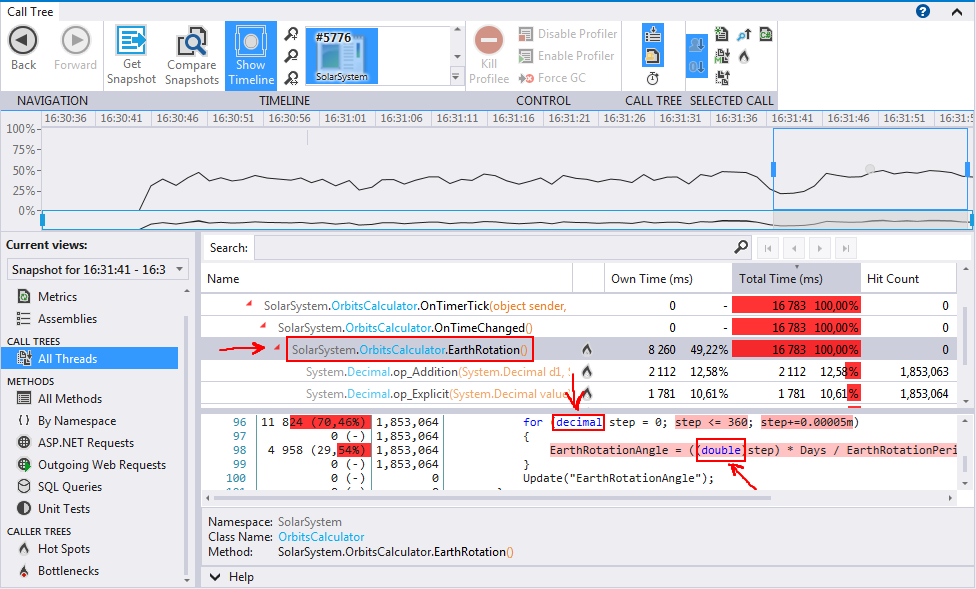 Call Tree
#5776
Disable Profiler
Enable Profiler
Force GC
Back Forward Get Snapshot Compare Snapshots Show Timeline SolarSystem Kill Profilee
NAVIGATION TIMELINE CONTROL CALL TREE SELECTED CALL
16:30:36 16:30:41 16:30:46 16:30:51 16:30:56 16:31:01 16:31:06 16:31:11 16:31:16 16:31:21 16:31:26 16:31:31 16:31:36 16:31:41 16:31:46 16:31:51 16:31:5
100%
75%
50%
25%
0%
Current views:
Snapshot for 16:31:41 - 16:3
Metrics
Assemblies
CALL TREES
All Threads
METHODS
All Methods
By Namespace
ASP.NET Requests
Outgoing Web Requests
SQL Queries
Unit Tests
CALLER TREES
Hot Spots
Bottlenecks
Search:
Name Own Time (ms) Total Time (ms) Hit Count
SolarSystem.OrbitsCalculator.OnTimerTick(object sender, 0 - 16 783 100,00% 0
SolarSystem.OrbitsCalculator.OnTimeChanged() 0 - 16 783 100,00% 0
SolarSystem.OrbitsCalculator.EarthRotation() 8 260 49,22% 16 783 100,00% 0
System.Decimal.op_Addition(System.Decimal d1, 2 112 12,58% 2 112 12,58% 1,853,063
System.Decimal.op_Explicit(System.Decimal value 1 781 10,61% 1 781 10,61% 1,853,064
96 11 824 (70,46%) 1,853,064 for (decimal step = 0; step <= 360; step+=0.00005m)
97 0 (-) 1,853,064 {
98 4 958 (29,54%) 1,853,064 EarthRotationAngle = ((double)step) * Days / EarthRotationPeri
99 0 (-) 1,853,064 }
100 0 (-) 0 Update("EarthRotationAngle");
Namespace: SolarSystem
Class Name: OrbitsCalculator
Method: SolarSystem.OrbitsCalculator.EarthRotation()
Help